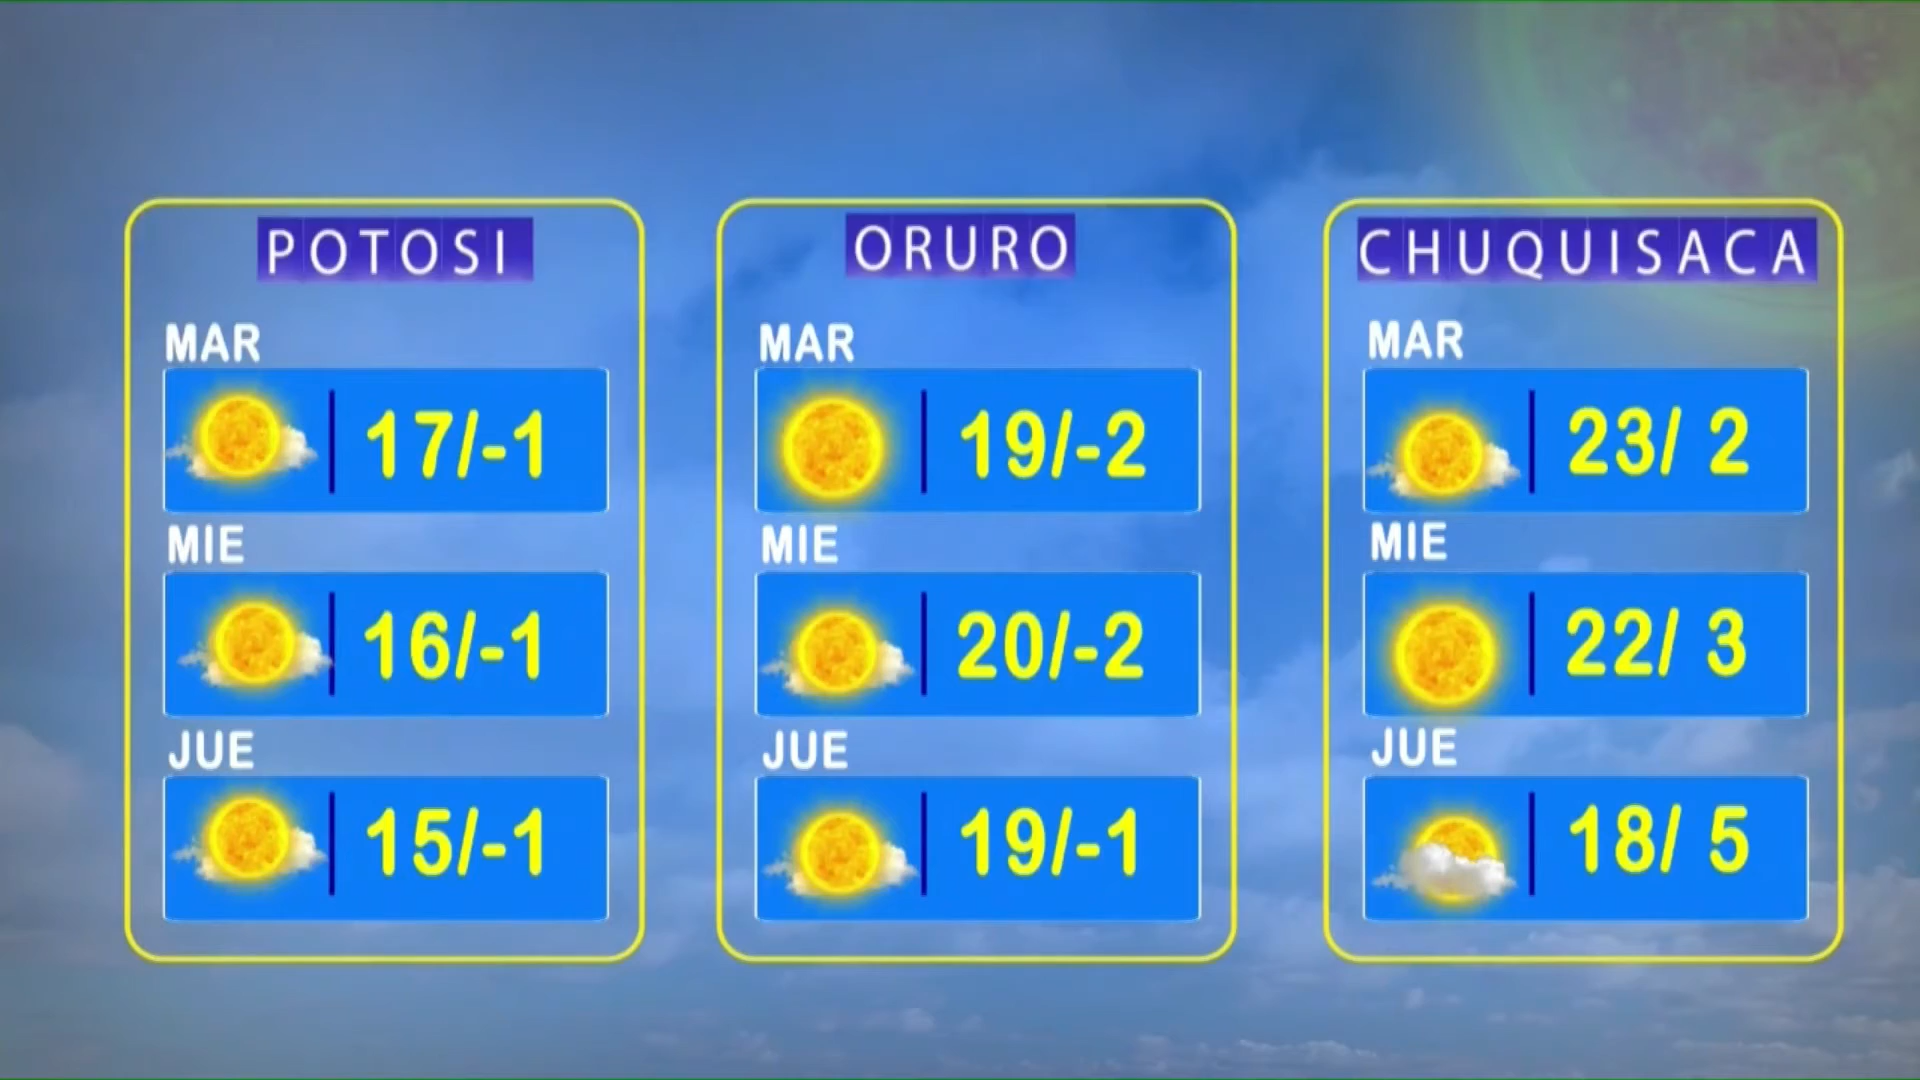 POTOSI
MAR
17/-1
MIE
16/-1
JUE
15/-1
ORURO
MAR
19/-2
MIE
20/-2
JUE
19/-1
CHUQUISACA
MAR
23/ 2
MIE
22/ 3
JUE
18/ 5